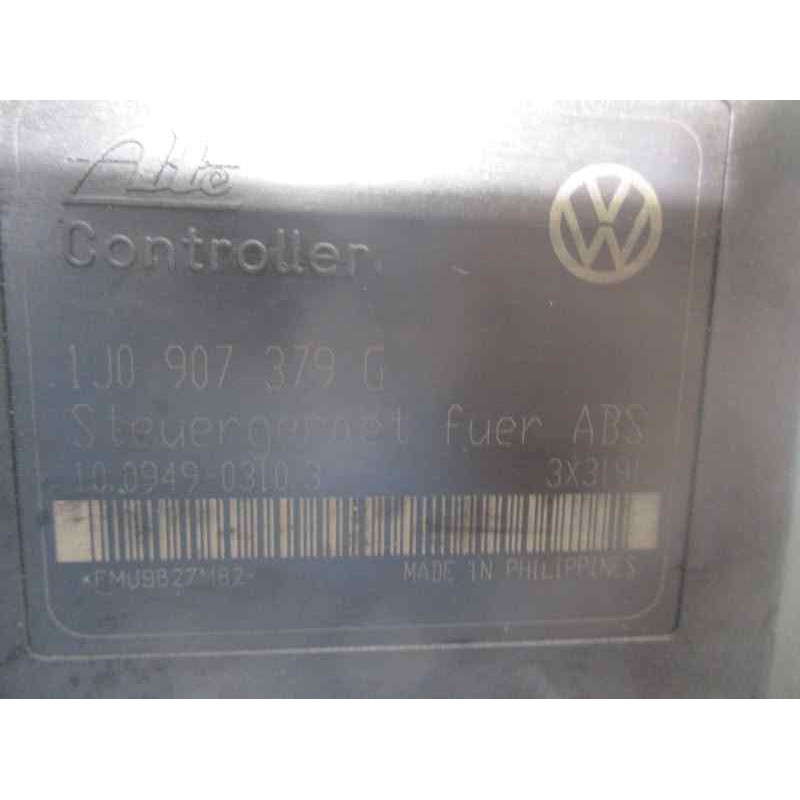 Ate
Controller
1J0 907 379 G
Steuergeraet fuer ABS
10.0949-0310.3
MADE IN PHILIPPINES